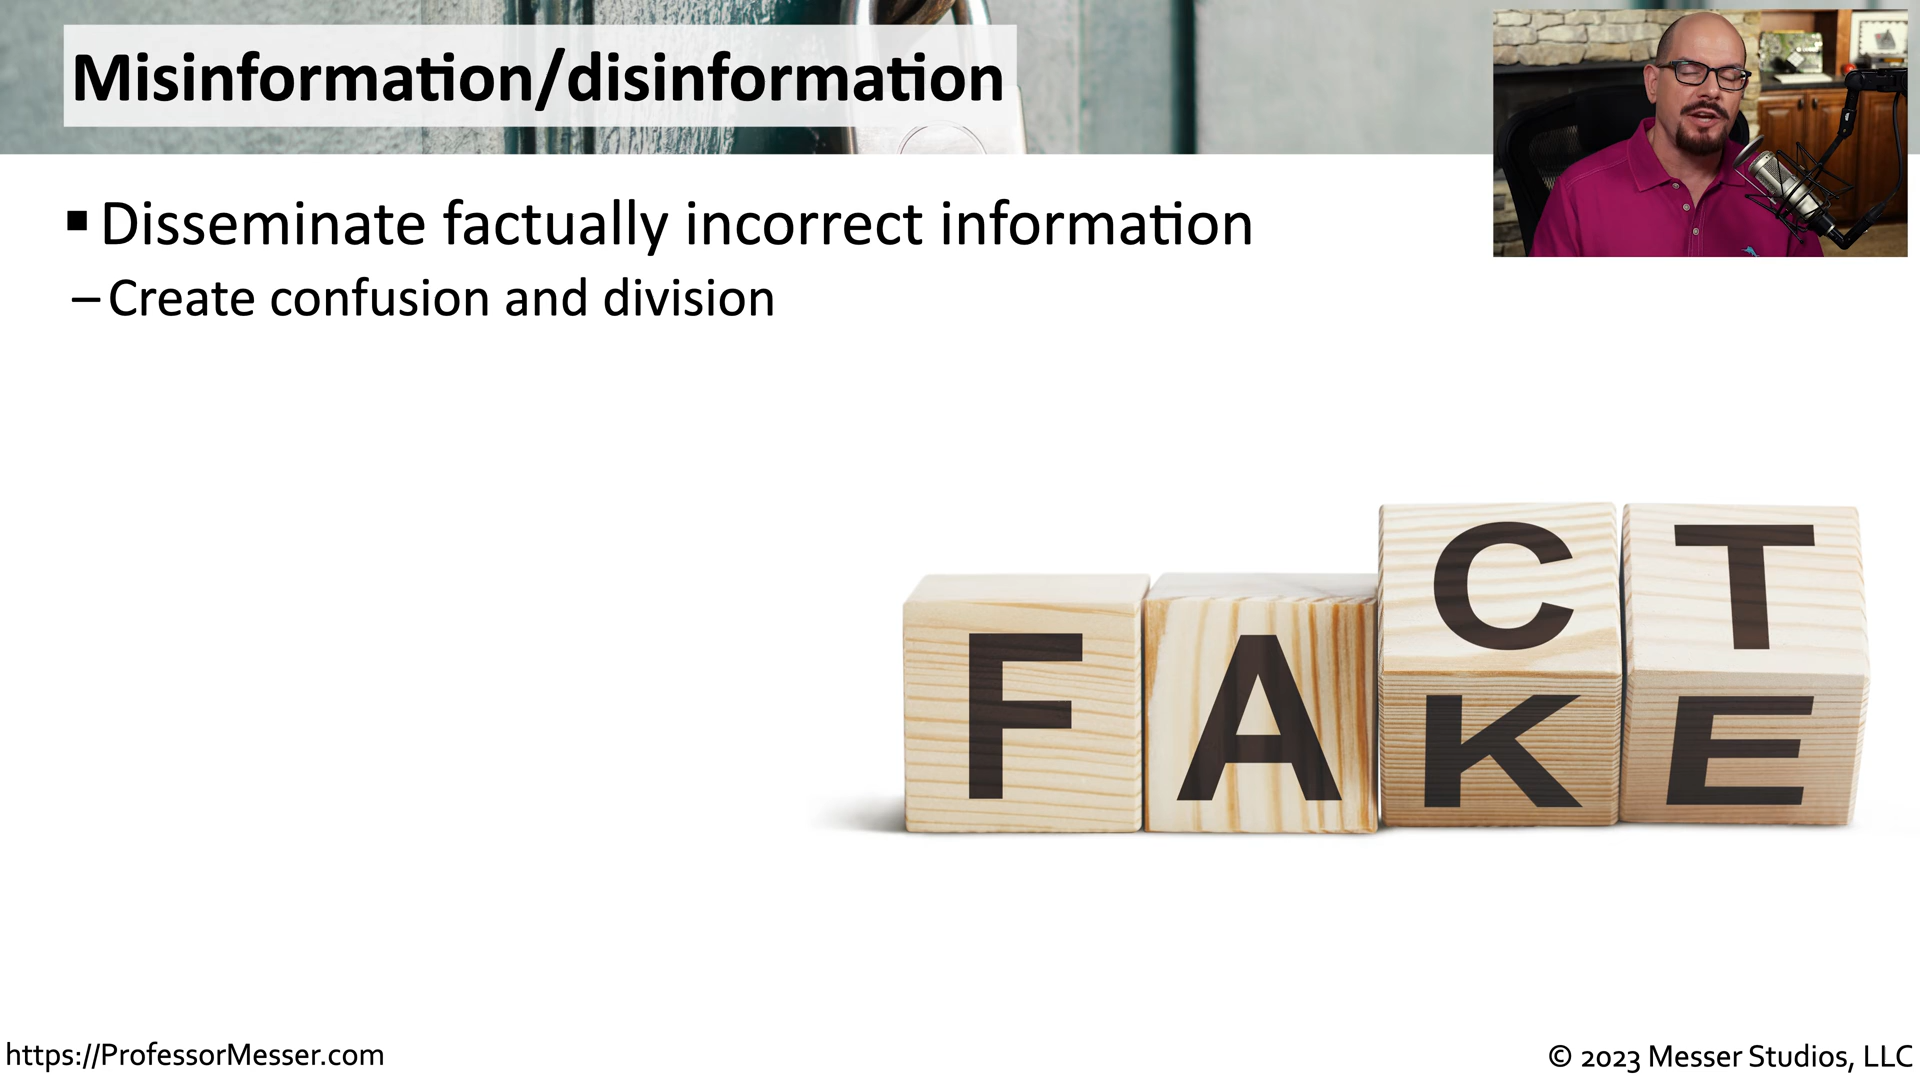 Misinformation/disinformation
▪ Disseminate factually incorrect information
– Create confusion and division
C T
F A K E
https://ProfessorMesser.com
© 2023 Messer Studios, LLC